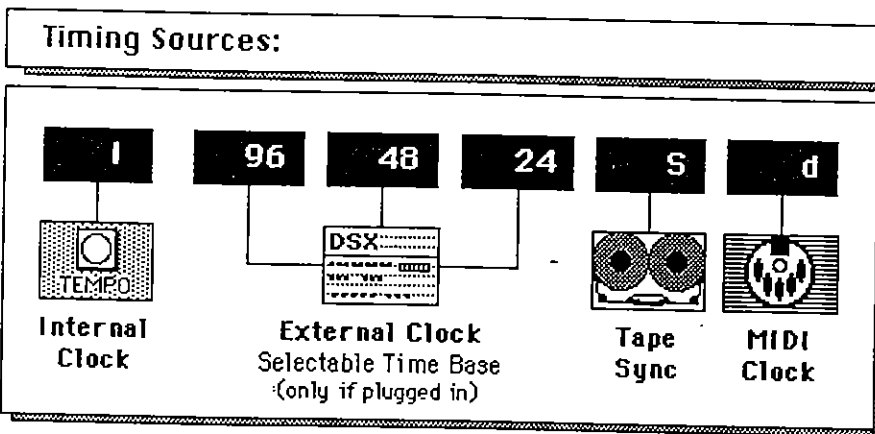 Timing Sources:
I 96 48 24 S d
DSX
TEMPO
Internal Clock
External Clock
Selectable Time Base
(only if plugged in)
Tape Sync
MIDI Clock